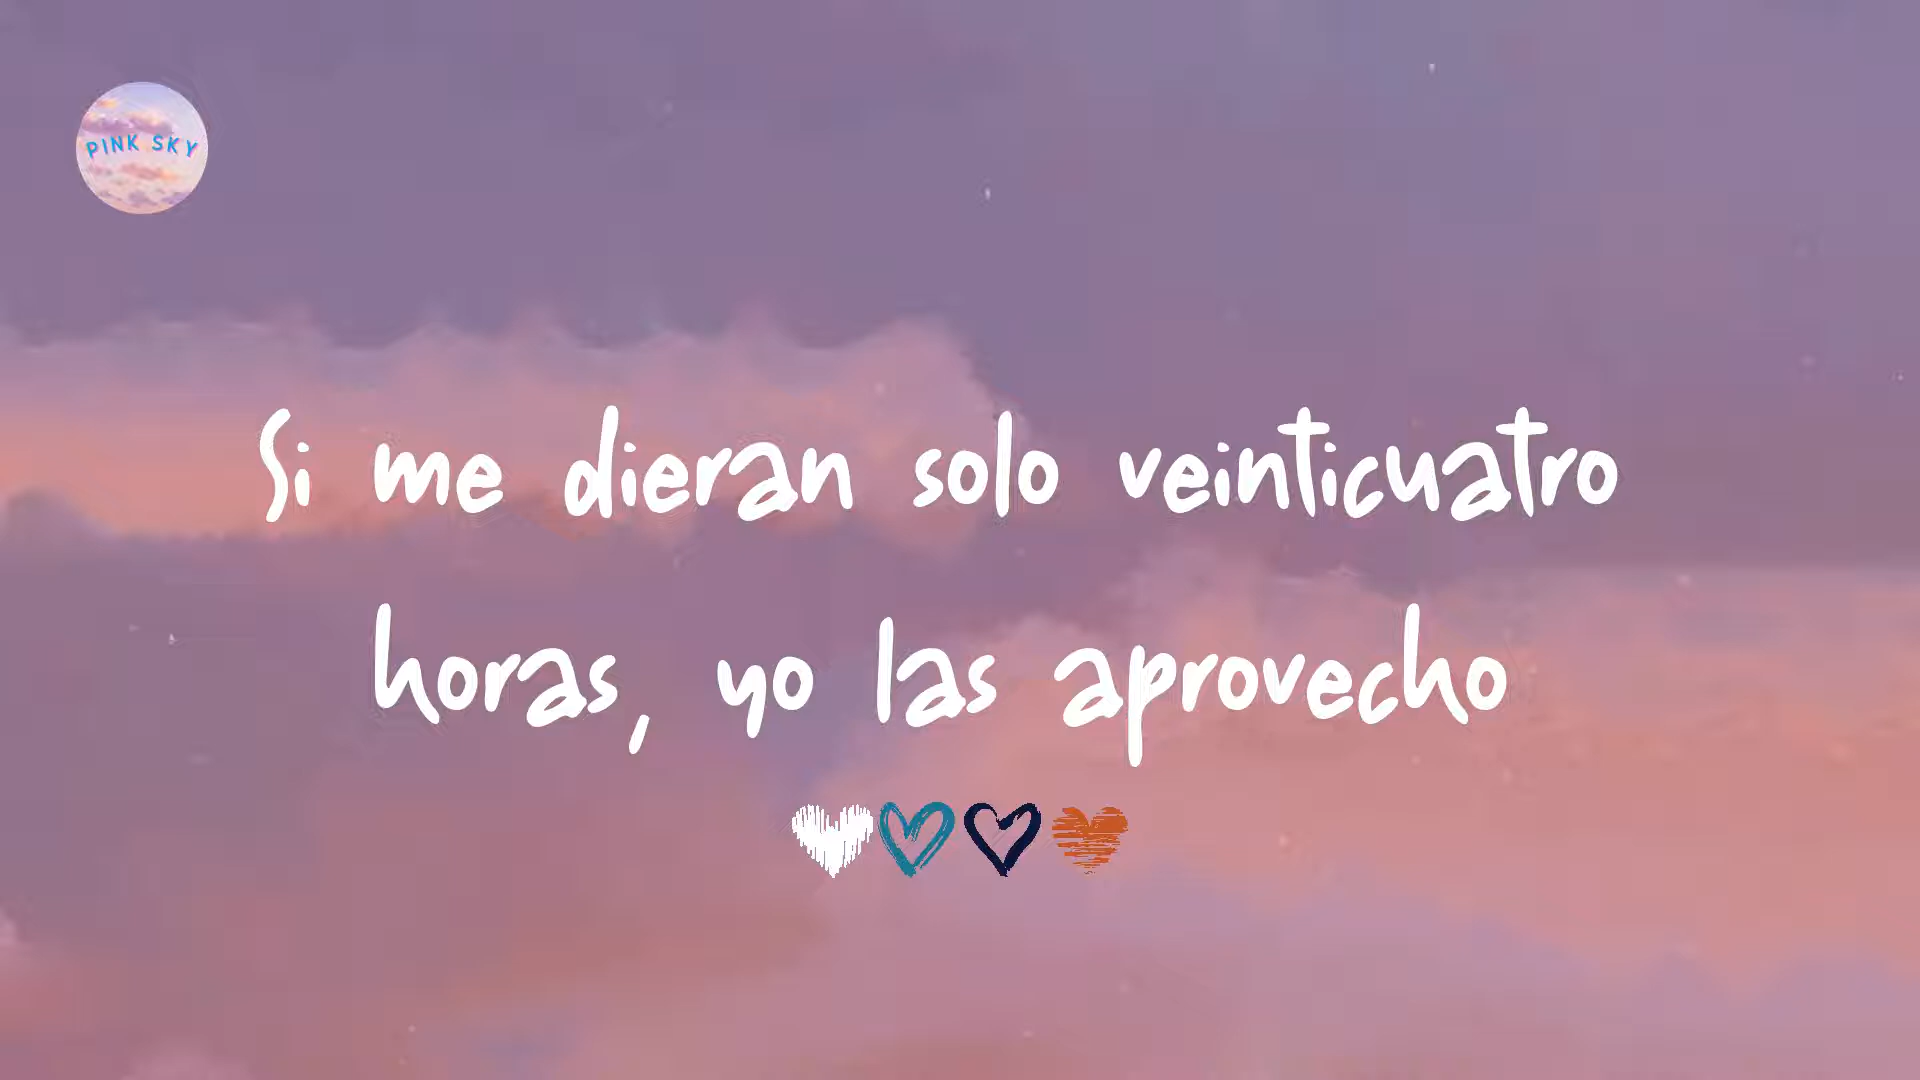 PINK SKY
Si me dieran solo veinticuatro
horas, yo las aprovecho